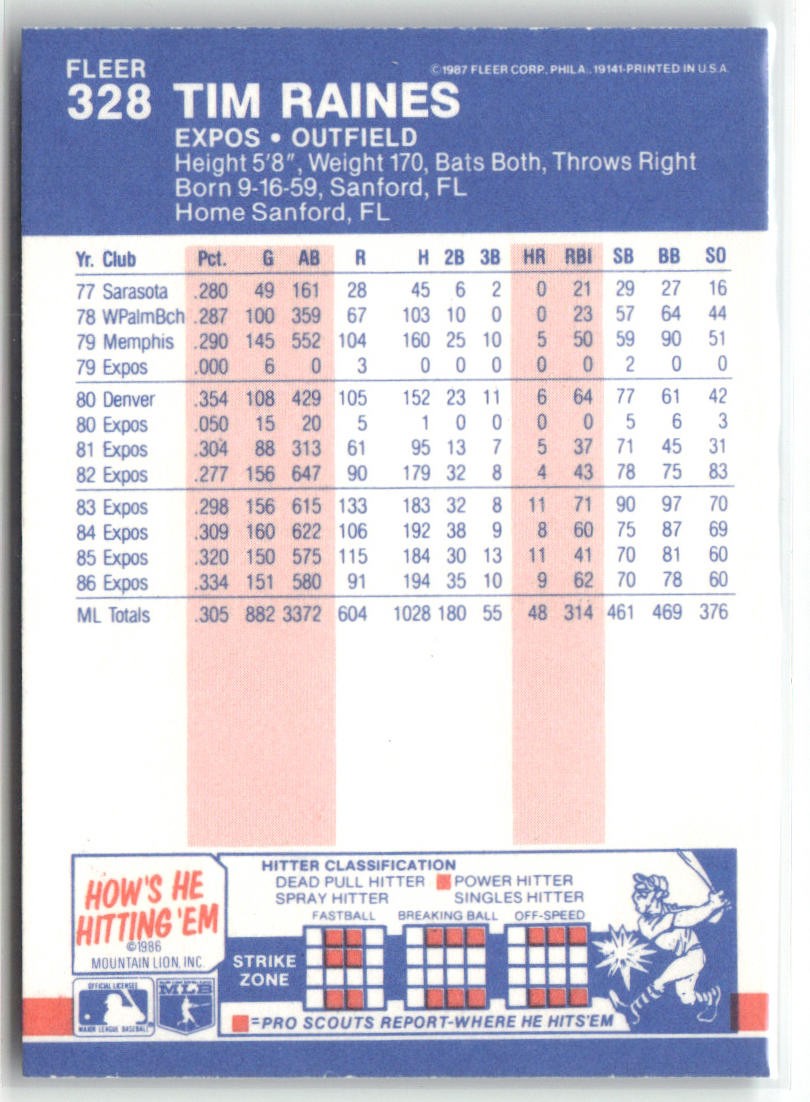 FLEER
©1987 FLEER CORP. PHILA., 19141-PRINTED IN U.S.A.
328 TIM RAINES
EXPOS • OUTFIELD
Height 5'8", Weight 170, Bats Both, Throws Right
Born 9-16-59, Sanford, FL
Home Sanford, FL
Yr. Club Pct. G AB R H 2B 3B HR RBI SB BB SO
77 Sarasota .280 49 161 28 45 6 2 0 21 29 27 16
78 WPalmBch .287 100 359 67 103 10 0 0 23 57 64 44
79 Memphis .290 145 552 104 160 25 10 5 50 59 90 51
79 Expos .000 6 0 3 0 0 0 0 0 2 0 0
80 Denver .354 108 429 105 152 23 11 6 64 77 61 42
80 Expos .050 15 20 5 1 0 0 0 0 5 6 3
81 Expos .304 88 313 61 95 13 7 5 37 71 45 31
82 Expos .277 156 647 90 179 32 8 4 43 78 75 83
83 Expos .298 156 615 133 183 32 8 11 71 90 97 70
84 Expos .309 160 622 106 192 38 9 8 60 75 87 69
85 Expos .320 150 575 115 184 30 13 11 41 70 81 60
86 Expos .334 151 580 91 194 35 10 9 62 70 78 60
ML Totals .305 882 3372 604 1028 180 55 48 314 461 469 376
HOW'S HE
HITTING 'EM
©1986
MOUNTAIN LION, INC.
HITTER CLASSIFICATION
DEAD PULL HITTER POWER HITTER
SPRAY HITTER SINGLES HITTER
FASTBALL BREAKING BALL OFF-SPEED
STRIKE
ZONE
=PRO SCOUTS REPORT-WHERE HE HITS'EM
OFFICIAL LICENSEE
MAJOR LEAGUE BASEBALL